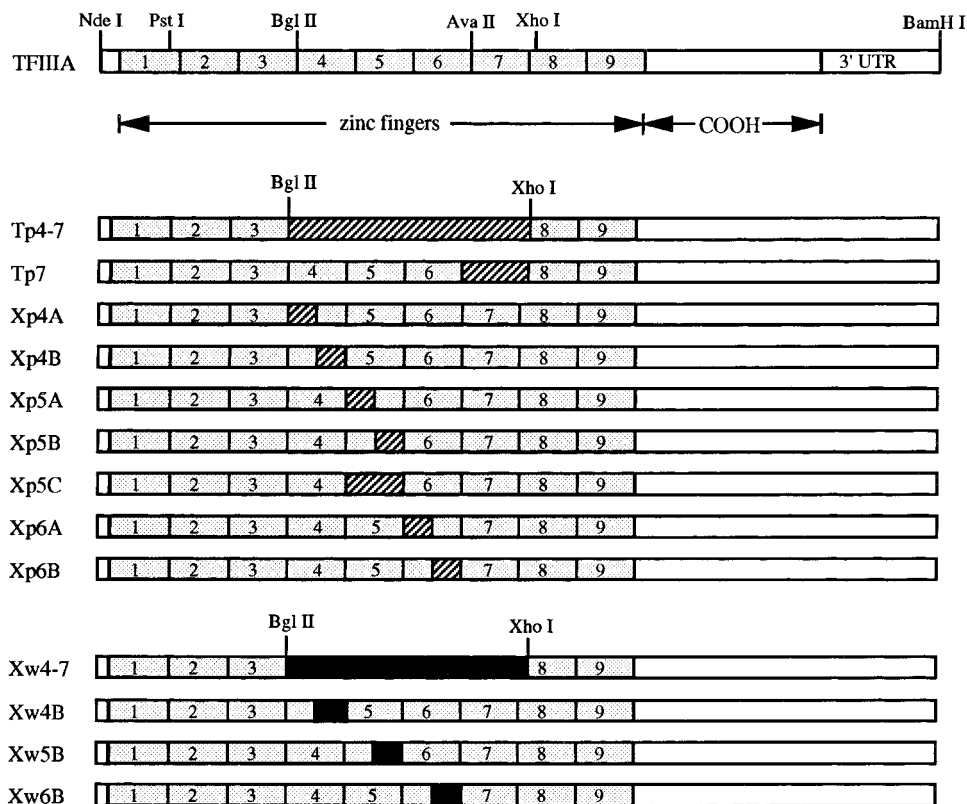 Nde I Pst I Bgl II Ava II Xho I BamH I
TFIIIA 1 2 3 4 5 6 7 8 9 3' UTR
zinc fingers COOH
Bgl II Xho I
Tp4-7 1 2 3 8 9
Tp7 1 2 3 4 5 6 8 9
Xp4A 1 2 3 5 6 7 8 9
Xp4B 1 2 3 5 6 7 8 9
Xp5A 1 2 3 4 6 7 8 9
Xp5B 1 2 3 4 6 7 8 9
Xp5C 1 2 3 4 6 7 8 9
Xp6A 1 2 3 4 5 7 8 9
Xp6B 1 2 3 4 5 7 8 9
Bgl II Xho I
Xw4-7 1 2 3 8 9
Xw4B 1 2 3 5 6 7 8 9
Xw5B 1 2 3 4 6 7 8 9
Xw6B 1 2 3 4 5 7 8 9